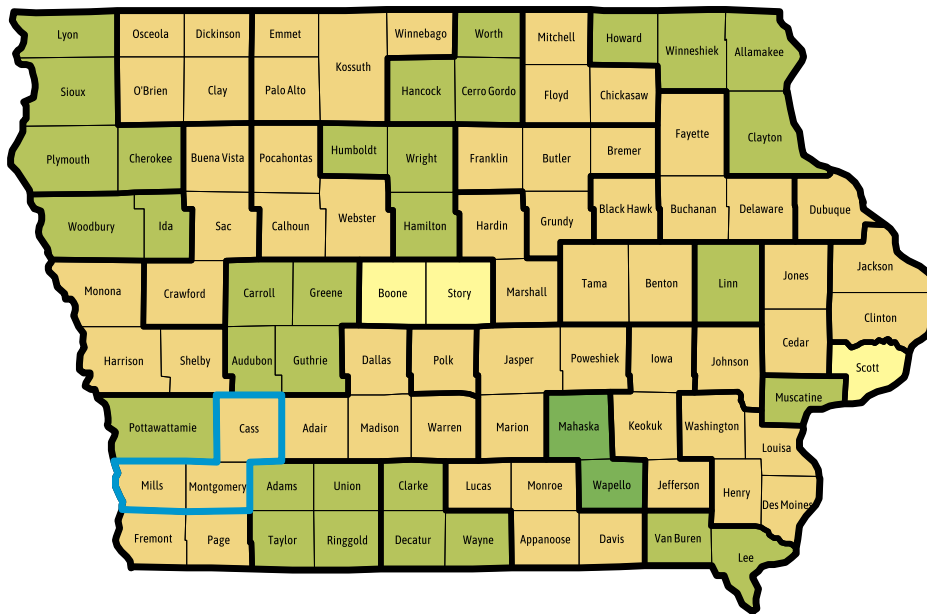 Lyon
Osceola
Dickinson
Emmet
Kossuth
Winnebago
Worth
Mitchell
Howard
Winneshiek
Allamakee
Sioux
O'Brien
Clay
Palo Alto
Hancock
Cerro Gordo
Floyd
Chickasaw
Fayette
Clayton
Plymouth
Cherokee
Buena Vista
Pocahontas
Humboldt
Wright
Franklin
Butler
Bremer
Woodbury
Ida
Sac
Calhoun
Webster
Hamilton
Hardin
Grundy
Black Hawk
Buchanan
Delaware
Dubuque
Monona
Crawford
Carroll
Greene
Boone
Story
Marshall
Tama
Benton
Linn
Jones
Jackson
Clinton
Harrison
Shelby
Audubon
Guthrie
Dallas
Polk
Jasper
Poweshiek
Iowa
Johnson
Cedar
Scott
Muscatine
Pottawattamie
Cass
Adair
Madison
Warren
Marion
Mahaska
Keokuk
Washington
Louisa
Mills
Montgomery
Adams
Union
Clarke
Lucas
Monroe
Wapello
Jefferson
Henry
Des Moines
Fremont
Page
Taylor
Ringgold
Decatur
Wayne
Appanoose
Davis
Van Buren
Lee